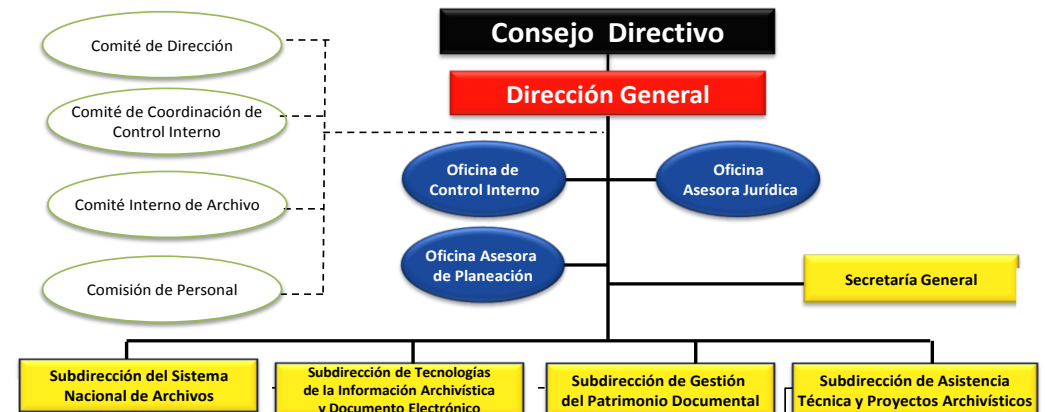 Consejo Directivo
Dirección General
Comité de Dirección
Comité de Coordinación de
Control Interno
Comité Interno de Archivo
Comisión de Personal
Oficina de
Control Interno
Oficina
Asesora Jurídica
Oficina Asesora
de Planeación
Secretaría General
Subdirección del Sistema
Nacional de Archivos
Subdirección de Tecnologías
de la Información Archivística
y Documento Electrónico
Subdirección de Gestión
del Patrimonio Documental
Subdirección de Asistencia
Técnica y Proyectos Archivísticos